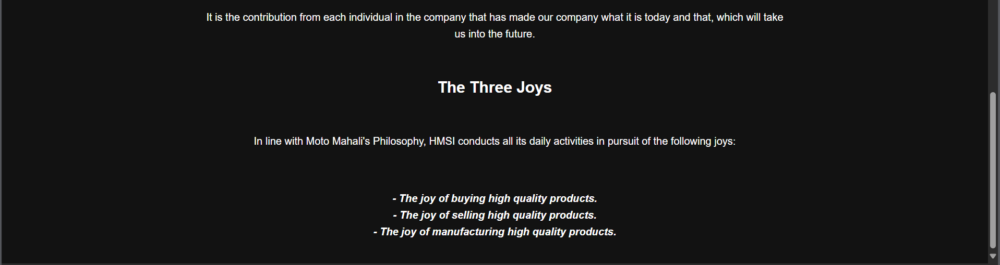 It is the contribution from each individual in the company that has made our company what it is today and that, which will take
us into the future.
The Three Joys
In line with Moto Mahali's Philosophy, HMSI conducts all its daily activities in pursuit of the following joys:
- The joy of buying high quality products.
- The joy of selling high quality products.
- The joy of manufacturing high quality products.